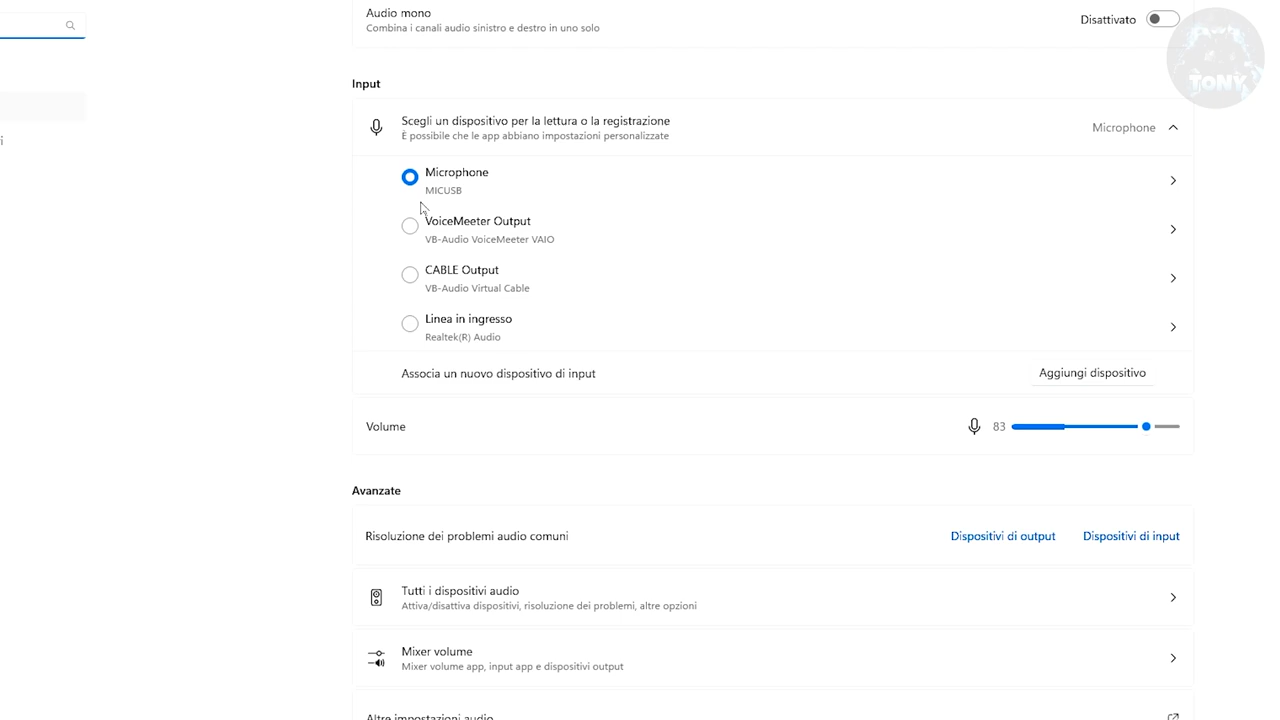 Audio mono
Combina i canali audio sinistro e destro in uno solo
Disattivato
TONY
Input
Scegli un dispositivo per la lettura o la registrazione
È possibile che le app abbiano impostazioni personalizzate
Microphone
Microphone
MICUSB
VoiceMeeter Output
VB-Audio VoiceMeeter VAIO
CABLE Output
VB-Audio Virtual Cable
Linea in ingresso
Realtek(R) Audio
Associa un nuovo dispositivo di input
Aggiungi dispositivo
Volume
83
Avanzate
Risoluzione dei problemi audio comuni
Dispositivi di output
Dispositivi di input
Tutti i dispositivi audio
Attiva/disattiva dispositivi, risoluzione dei problemi, altre opzioni
Mixer volume
Mixer volume app, input app e dispositivi output
Altre impostazioni audio